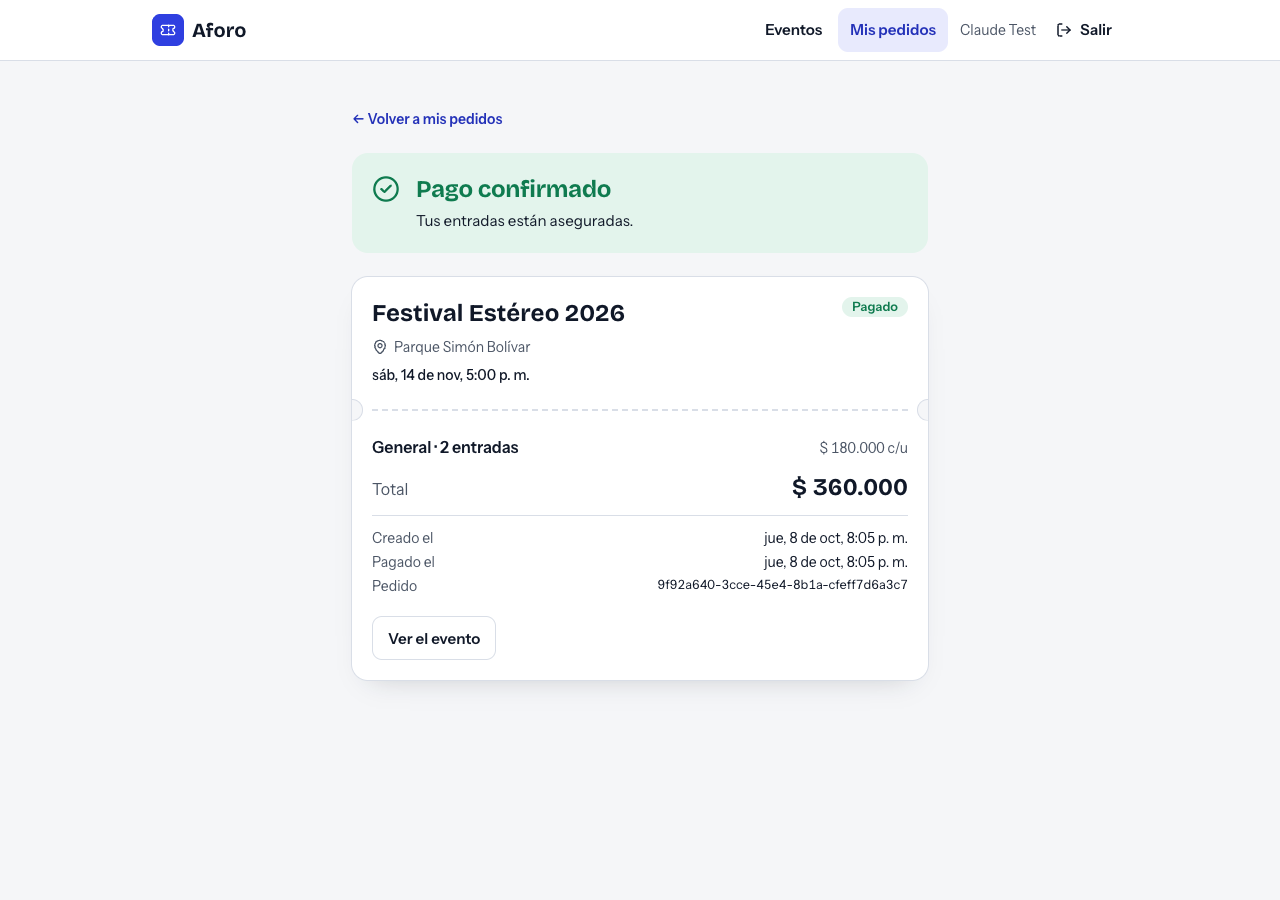 Aforo
Eventos
Mis pedidos
Claude Test
Salir
← Volver a mis pedidos
Pago confirmado
Tus entradas están aseguradas.
Festival Estéreo 2026
Pagado
Parque Simón Bolívar
sáb, 14 de nov, 5:00 p. m.
General · 2 entradas
$ 180.000 c/u
Total
$ 360.000
Creado el
jue, 8 de oct, 8:05 p. m.
Pagado el
jue, 8 de oct, 8:05 p. m.
Pedido
9f92a640-3cce-45e4-8b1a-cfeff7d6a3c7
Ver el evento